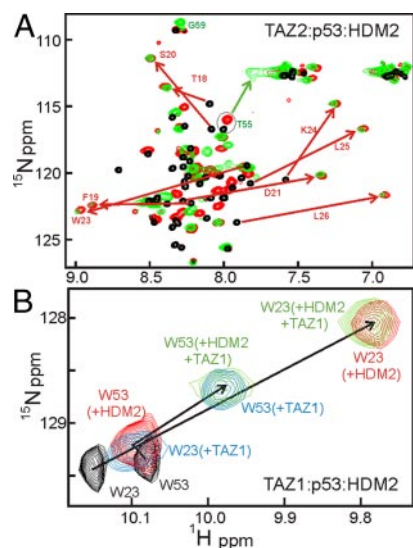 A
TAZ2:p53:HDM2
G59
S20
T18
T55
K24
L25
F19
D21
W23
L26
110
115
120
125
15N ppm
9.0
8.5
8.0
7.5
7.0
B
W53(+HDM2
+TAZ1)
W23(+HDM2
+TAZ1)
W53
(+HDM2)
W53(+TAZ1)
W23
(+HDM2)
W23(+TAZ1)
W23
W53
TAZ1:p53:HDM2
128
129
15N ppm
10.1
10.0
9.9
9.8
1H ppm